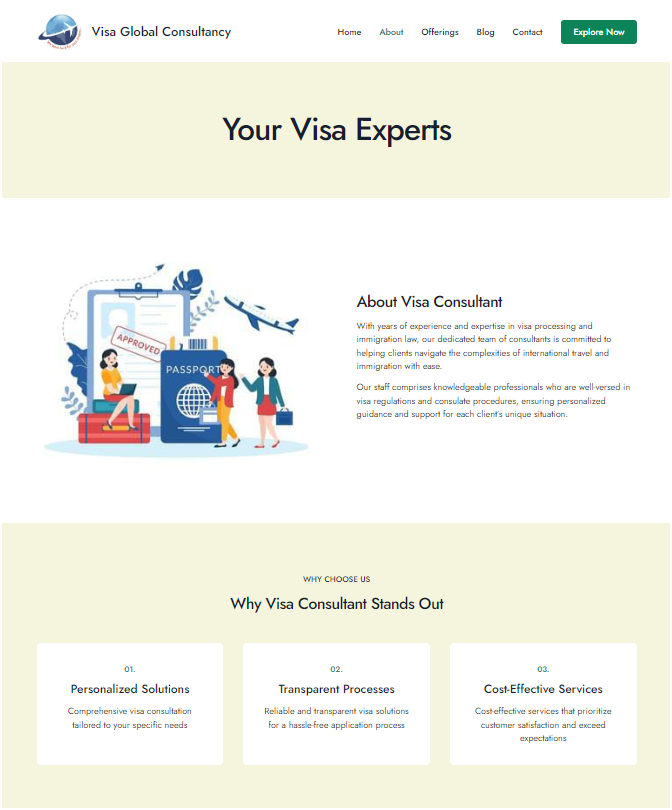 Visa Global Consultancy
Home About Offerings Blog Contact Explore Now
Your Visa Experts
APPROVED
PASSPORT
About Visa Consultant
With years of experience and expertise in visa processing and
immigration law, our dedicated team of consultants is committed to
helping clients navigate the complexities of international travel and
immigration with ease.
Our staff comprises knowledgeable professionals who are well-versed in
visa regulations and consulate procedures, ensuring personalized
guidance and support for each client's unique situation.
WHY CHOOSE US
Why Visa Consultant Stands Out
01.
Personalized Solutions
Comprehensive visa consultation
tailored to your specific needs
02.
Transparent Processes
Reliable and transparent visa solutions
for a hassle-free application process
03.
Cost-Effective Services
Cost-effective services that prioritize
customer satisfaction and exceed
expectations